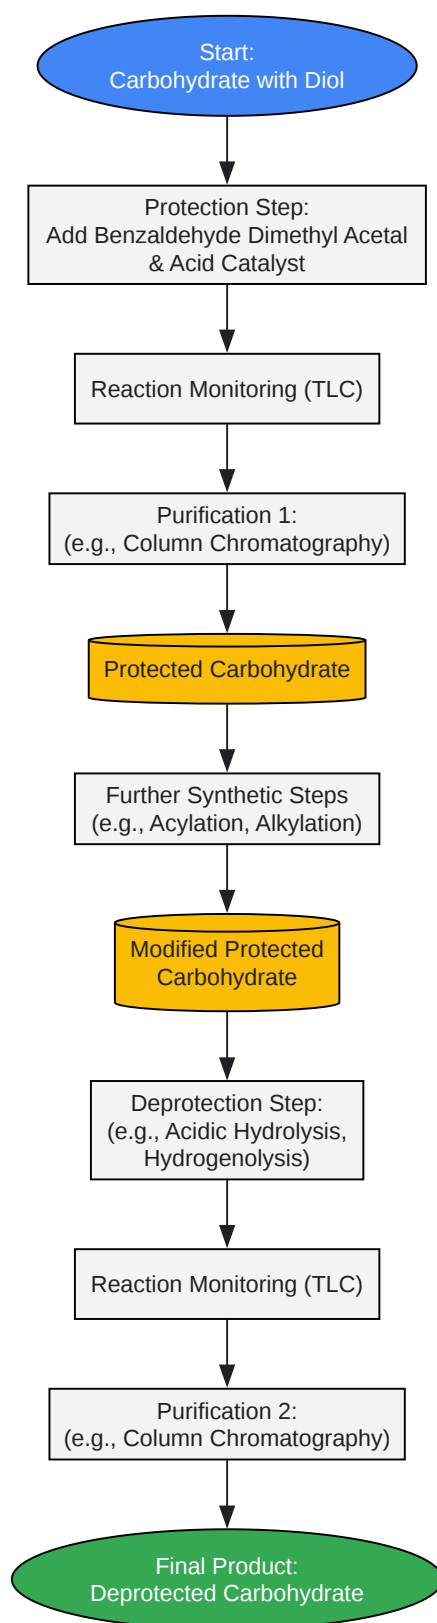 Start:
Carbohydrate with Diol
Protection Step:
Add Benzaldehyde Dimethyl Acetal
& Acid Catalyst
Reaction Monitoring (TLC)
Purification 1:
(e.g., Column Chromatography)
Protected Carbohydrate
Further Synthetic Steps
(e.g., Acylation, Alkylation)
Modified Protected
Carbohydrate
Deprotection Step:
(e.g., Acidic Hydrolysis,
Hydrogenolysis)
Reaction Monitoring (TLC)
Purification 2:
(e.g., Column Chromatography)
Final Product:
Deprotected Carbohydrate